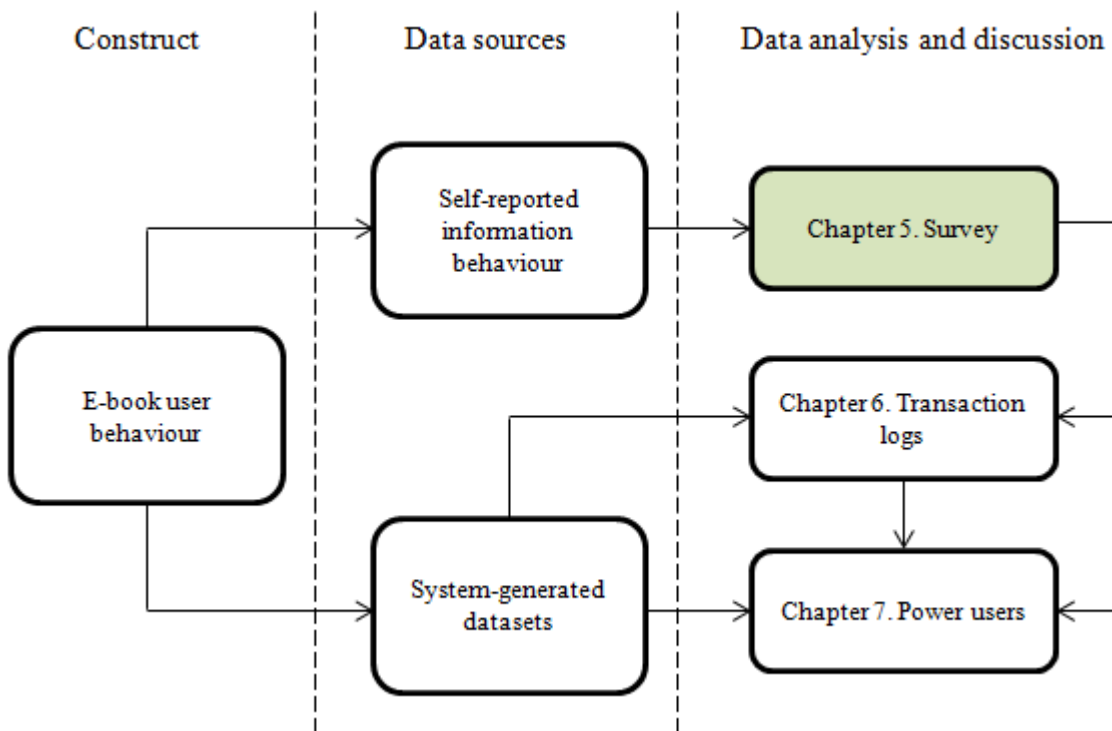 Construct
Data sources
Data analysis and discussion
Self-reported
information
behaviour
Chapter 5. Survey
E-book user
behaviour
Chapter 6. Transaction
logs
System-generated
datasets
Chapter 7. Power users